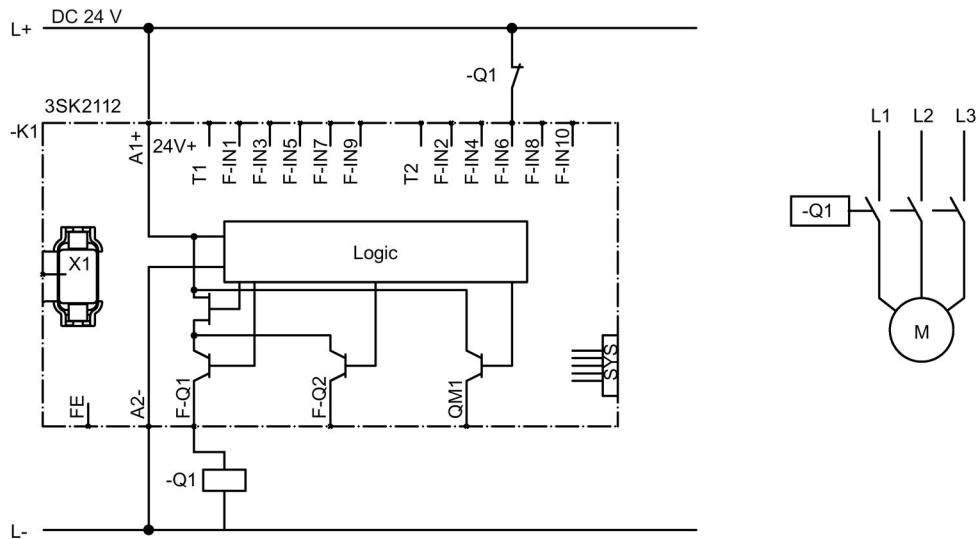 L+
DC 24 V
-Q1
3SK2112
-K1
A1+
24V+
T1
F-IN1
F-IN3
F-IN5
F-IN7
F-IN9
T2
F-IN2
F-IN4
F-IN6
F-IN8
F-IN10
L1
L2
L3
-Q1
Logic
X1
M
SYS
FE
A2-
F-Q1
F-Q2
QM1
-Q1
L-